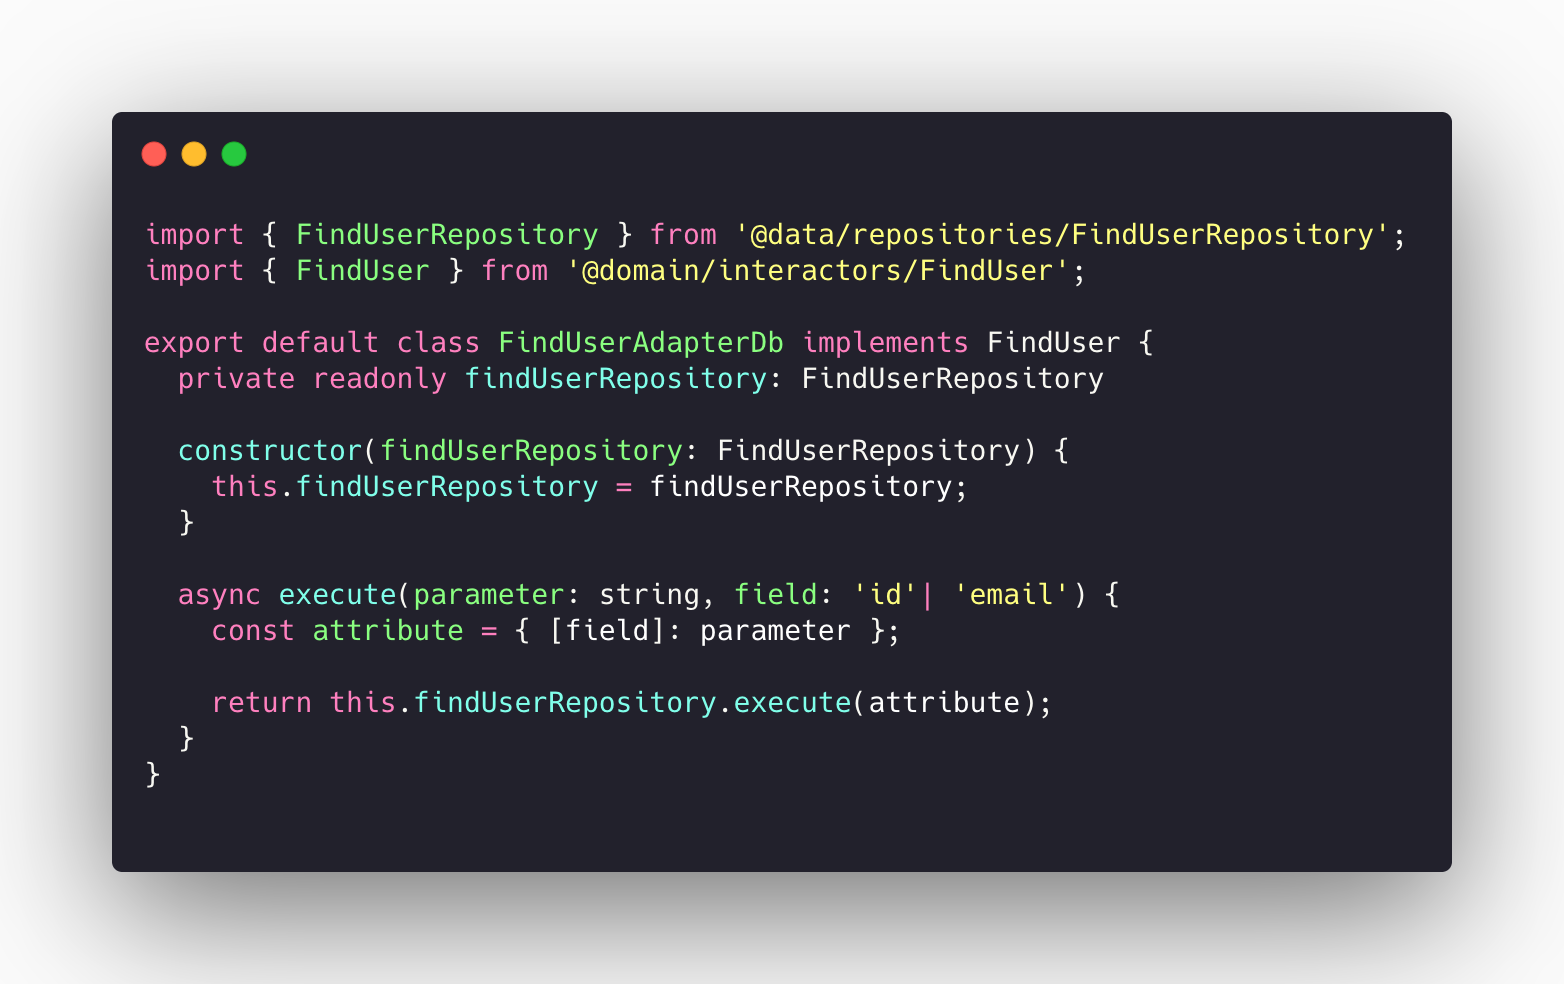 import { FindUserRepository } from '@data/repositories/FindUserRepository';
import { FindUser } from '@domain/interactors/FindUser';

export default class FindUserAdapterDb implements FindUser {
  private readonly findUserRepository: FindUserRepository

  constructor(findUserRepository: FindUserRepository) {
    this.findUserRepository = findUserRepository;
  }

  async execute(parameter: string, field: 'id'| 'email') {
    const attribute = { [field]: parameter };

    return this.findUserRepository.execute(attribute);
  }
}